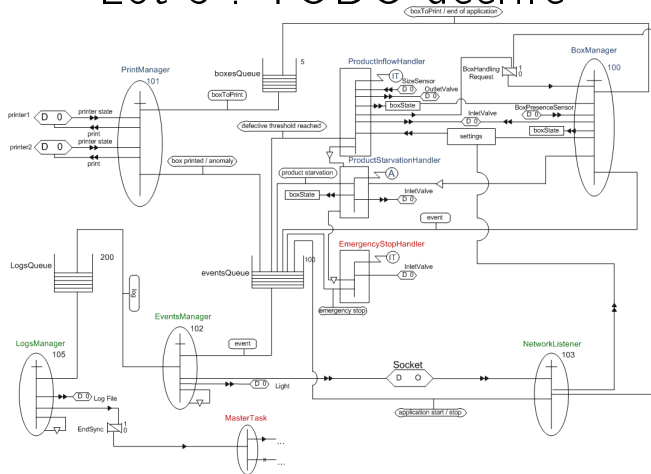 boxToPrint / end of application
5
ProductInflowHandler
BoxManager
100
PrintManager
101
boxesQueue
IT
SizeSensor
BoxHandling
Request
1
0
D 0
OutletValve
D 0
boxToPrint
boxState
printer1
D O
printer state
print
InletValve
D 0
BoxPresenceSensor
D 0
defective threshold reached
settings
boxState
printer2
D O
printer state
print
box printed / anomaly
ProductStarvationHandler
product starvation
A
boxState
InletValve
D 0
event
EmergencyStopHandler
IT
LogsQueue
200
eventsQueue
100
InletValve
D 0
log
emergency stop
EventsManager
102
LogsManager
105
event
NetworkListener
103
Socket
D O
D 0
Light
D 0
Log File
application start / stop
MasterTask
EndSync
1
0
...
...